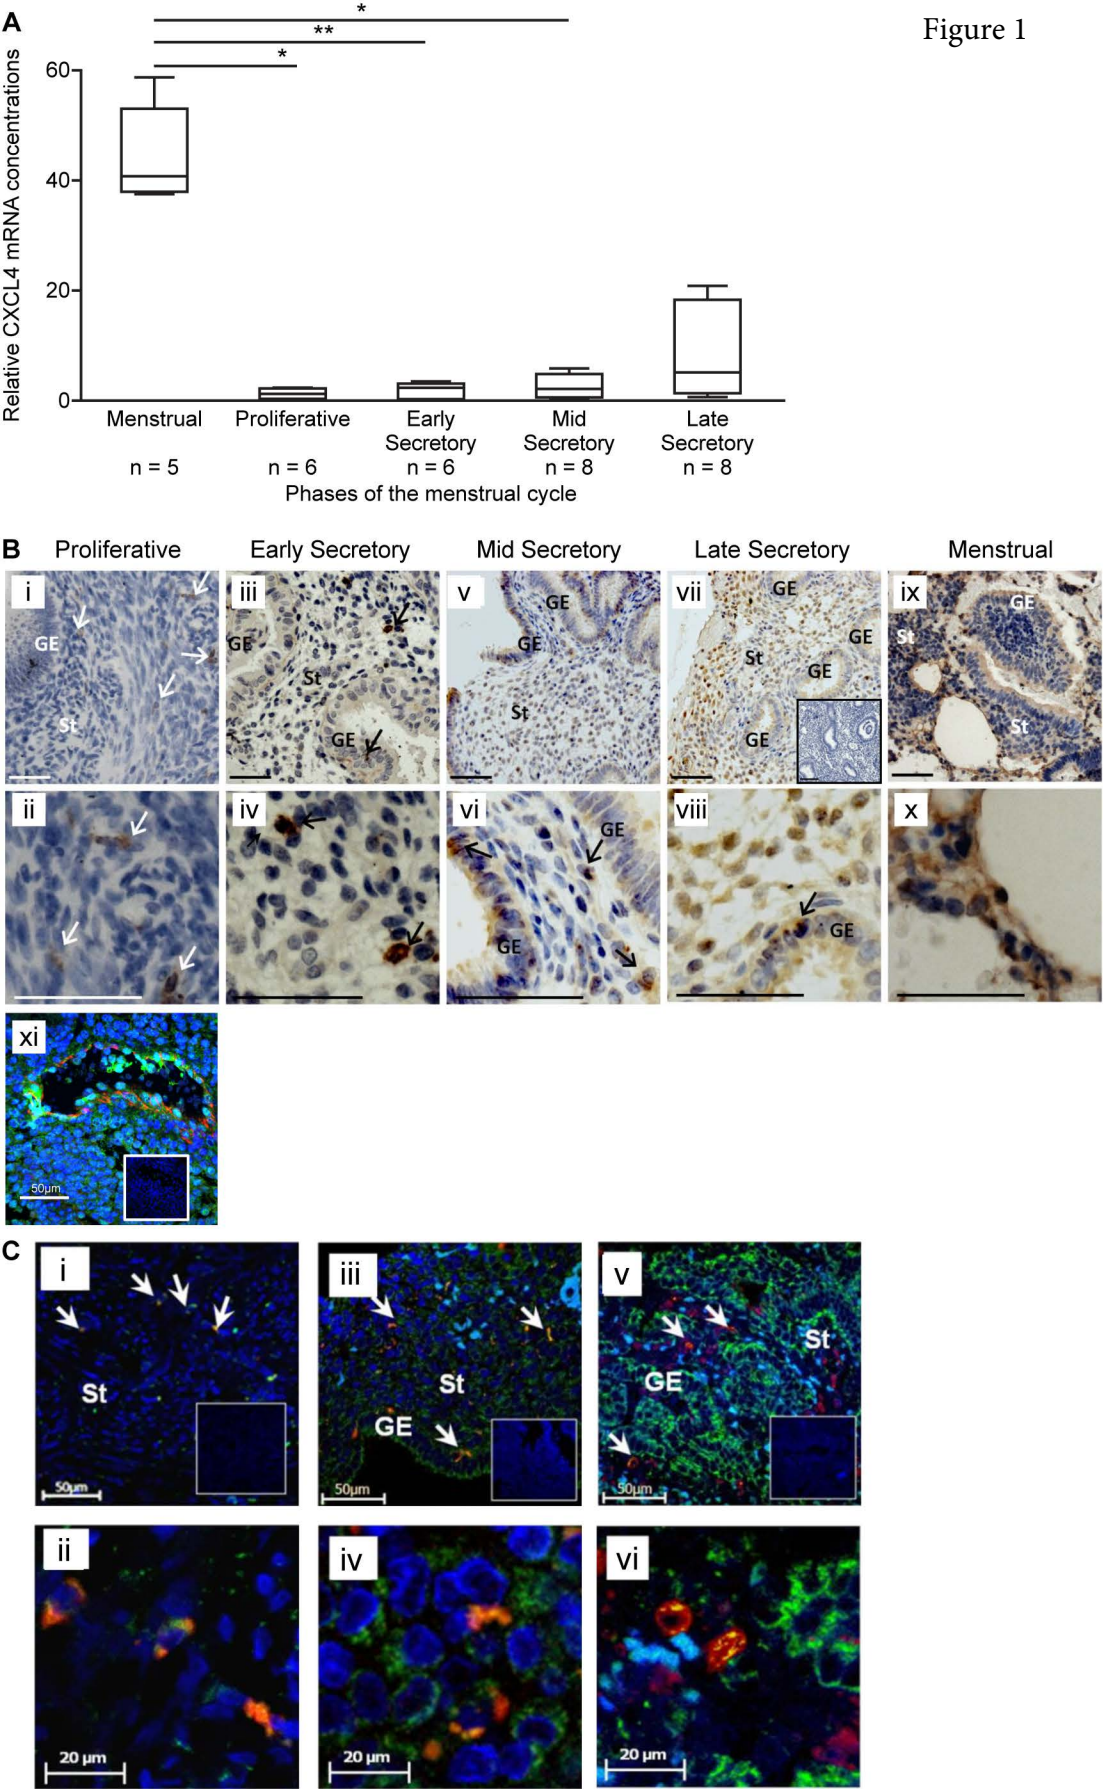 Figure 1
A
*
**
*
Relative CXCL4 mRNA concentrations
60
40
20
0
Menstrual Proliferative Early Secretory Mid Secretory Late Secretory
n = 5 n = 6 n = 6 n = 8 n = 8
Phases of the menstrual cycle
B Proliferative Early Secretory Mid Secretory Late Secretory Menstrual
i GE St
iii GE St GE
v GE GE St
vii GE GE St GE GE
ix GE St St
ii
iv
vi GE GE
viii GE
x
xi
50µm
C
i St 50µm
iii St GE 50µm
v St GE 50µm
ii 20 µm
iv 20 µm
vi 20 µm